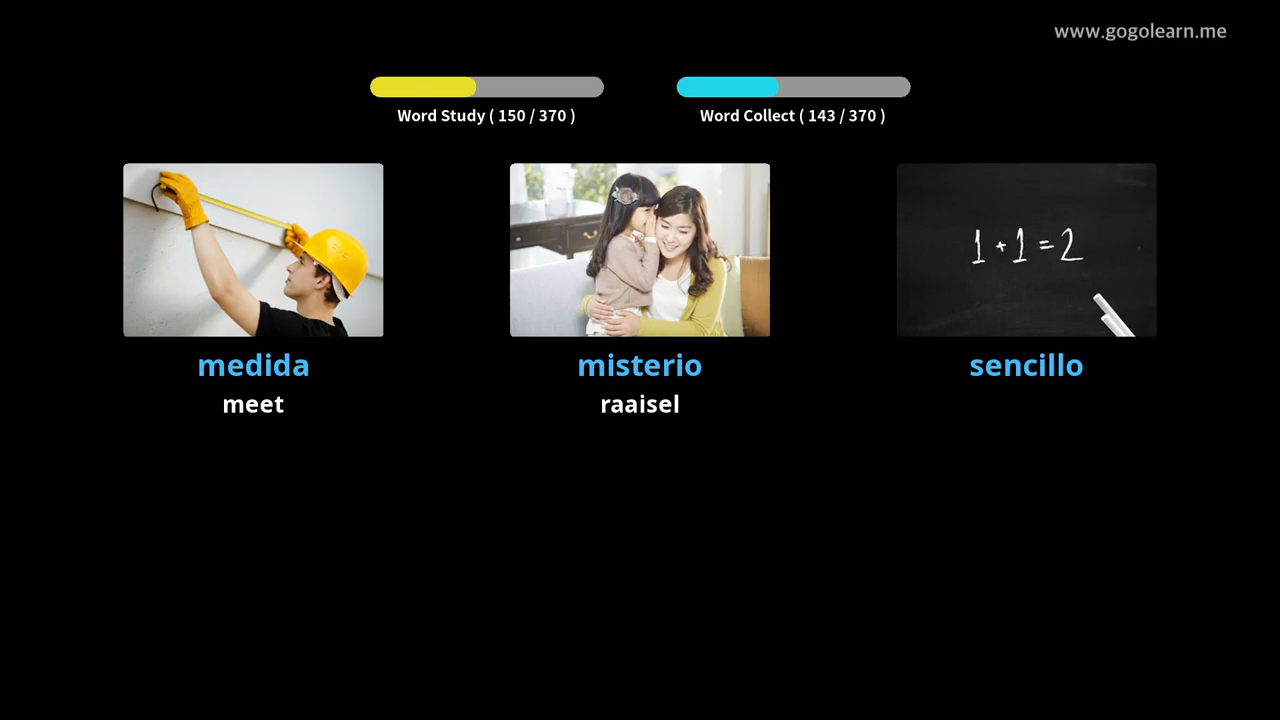 www.gogolearn.me
Word Study ( 150 / 370 )
Word Collect ( 143 / 370 )
1 + 1 = 2
medida
misterio
sencillo
meet
raaisel